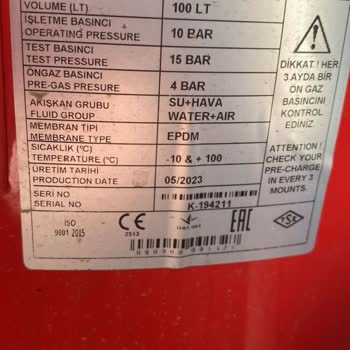 VOLUME (LT) 100 LT
İŞLETME BASINCI
OPERATING PRESSURE 10 BAR
TEST BASINCI
TEST PRESSURE 15 BAR
ÖNGAZ BASINCI
PRE-GAS PRESSURE 4 BAR
AKIŞKAN GRUBU SU+HAVA
FLUID GROUP WATER+AIR
MEMBRAN TİPİ
MEMBRANE TYPE EPDM
SICAKLIK (°C)
TEMPERATURE (°C) -10 & + 100
ÜRETİM TARİHİ
PRODUCTION DATE 05/2023
SERI NO
SERIAL NO K-194211
ISO
9001 2015
CE
2813
EAC
TSE
!
DİKKAT ! HER
3 AYDA BİR
ÖN GAZ
BASINCINI
KONTROL
EDİNİZ.
ATTENTION !
CHECK YOUR
PRE-CHARGE
IN EVERY 3
MOUNTS.